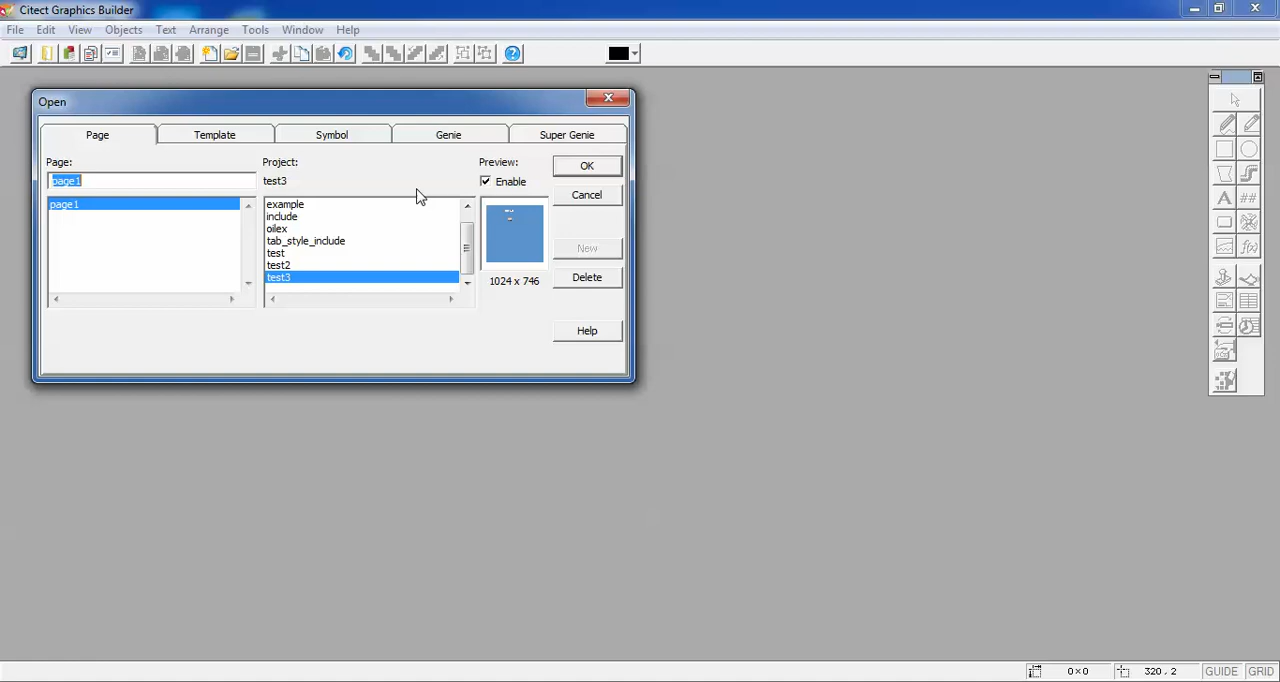 Citect Graphics Builder
File Edit View Objects Text Arrange Tools Window Help
Open
Page Template Symbol Genie Super Genie
Page: Project: Preview:
page1 test3 Enable OK
page1
example
include
oilex
tab_style_include
test
test2
test3
Cancel
New
1024 x 746 Delete
Help
A ##
f(x)
0×0 320, 2 GUIDE GRID